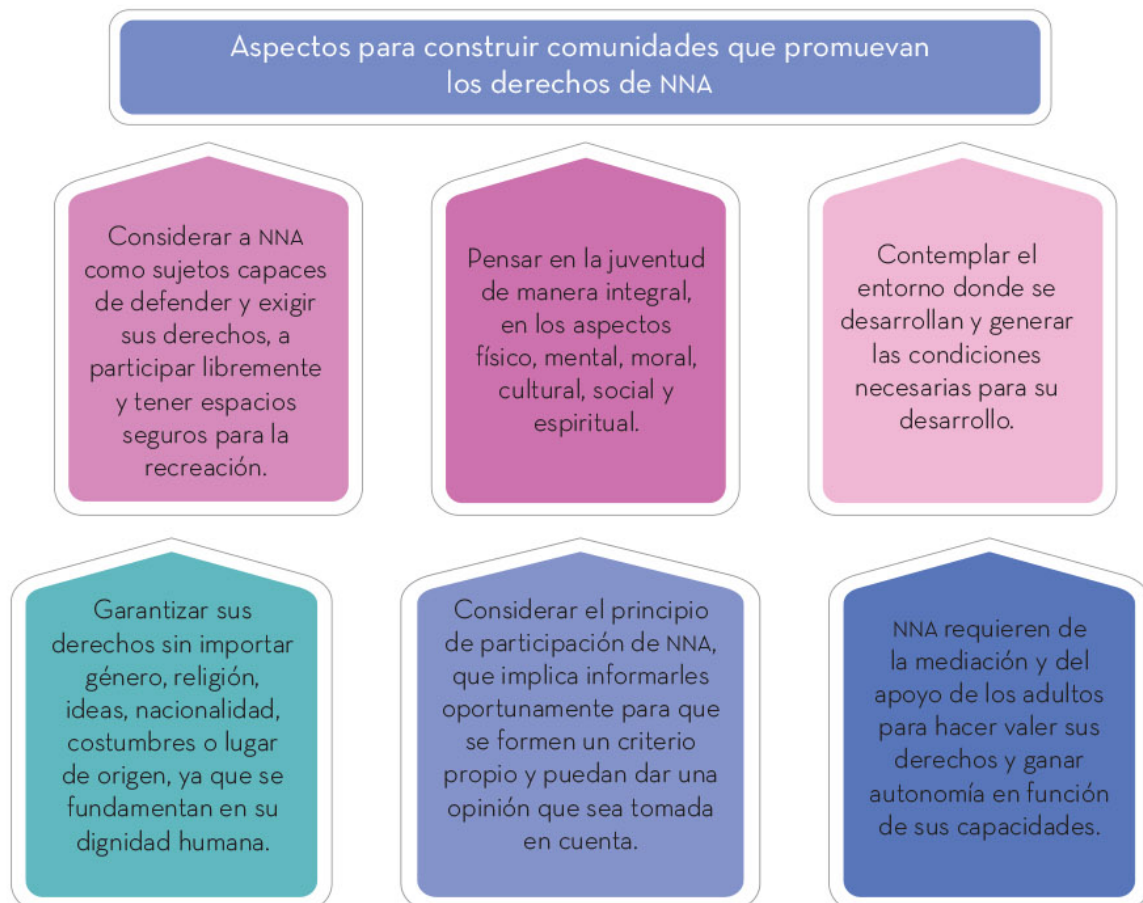 Aspectos para construir comunidades que promuevan
los derechos de NNA
Considerar a NNA
como sujetos capaces
de defender y exigir
sus derechos, a
participar libremente
y tener espacios
seguros para la
recreación.
Pensar en la juventud
de manera integral,
en los aspectos
físico, mental, moral,
cultural, social y
espiritual.
Contemplar el
entorno donde se
desarrollan y generar
las condiciones
necesarias para su
desarrollo.
Garantizar sus
derechos sin importar
género, religión,
ideas, nacionalidad,
costumbres o lugar
de origen, ya que se
fundamentan en su
dignidad humana.
Considerar el principio
de participación de NNA,
que implica informarles
oportunamente para que
se formen un criterio
propio y puedan dar una
opinión que sea tomada
en cuenta.
NNA requieren de
la mediación y del
apoyo de los adultos
para hacer valer sus
derechos y ganar
autonomía en función
de sus capacidades.